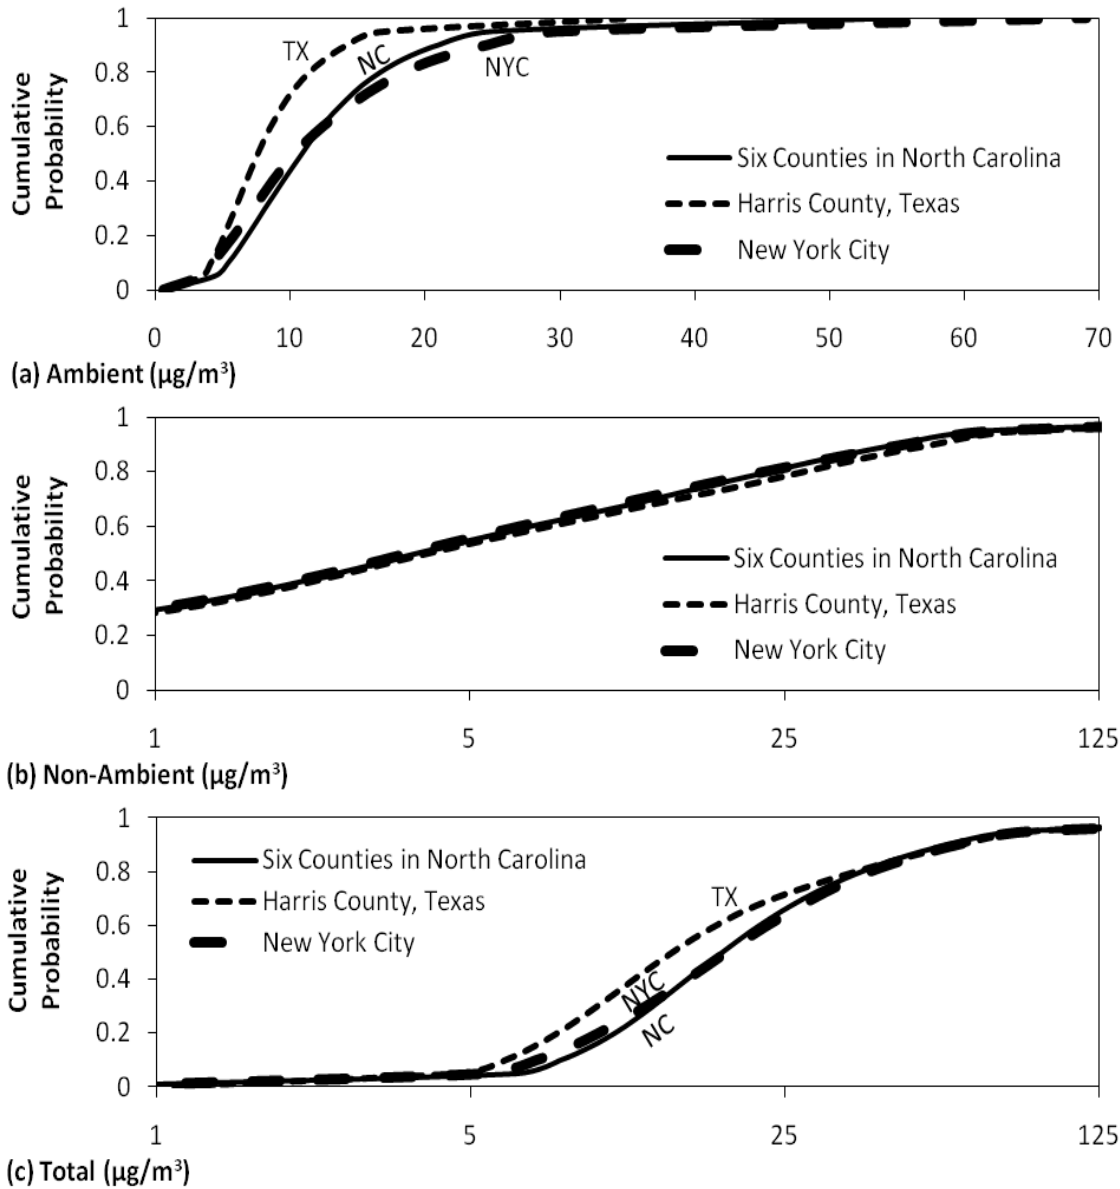 Cumulative
Probability
1
0.8
0.6
0.4
0.2
0
TX
NC
NYC
Six Counties in North Carolina
Harris County, Texas
New York City
0 10 20 30 40 50 60 70
(a) Ambient (µg/m³)
Cumulative
Probability
1
0.8
0.6
0.4
0.2
0
Six Counties in North Carolina
Harris County, Texas
New York City
1 5 25 125
(b) Non-Ambient (µg/m³)
Cumulative
Probability
1
0.8
0.6
0.4
0.2
0
Six Counties in North Carolina
Harris County, Texas
New York City
TX
NYC
NC
1 5 25 125
(c) Total (µg/m³)